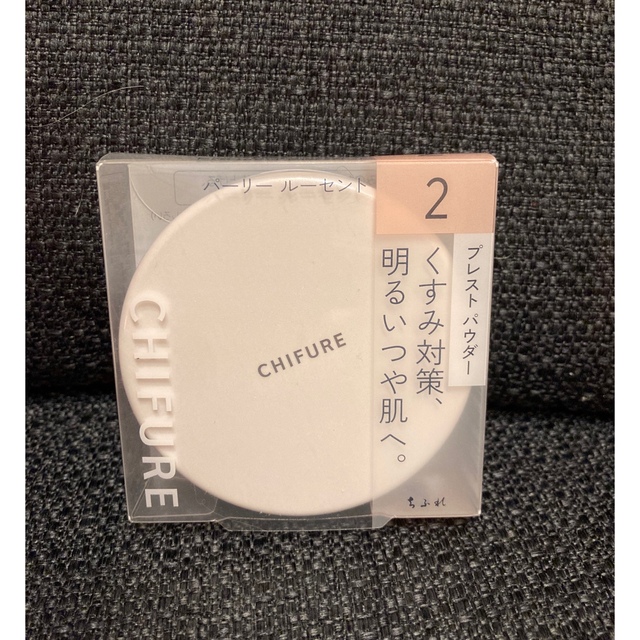 パーリー ルーセント
2
プレスト パウダー
くすみ対策、
明るいつや肌へ。
CHIFURE
CHIFURE
ちふれ